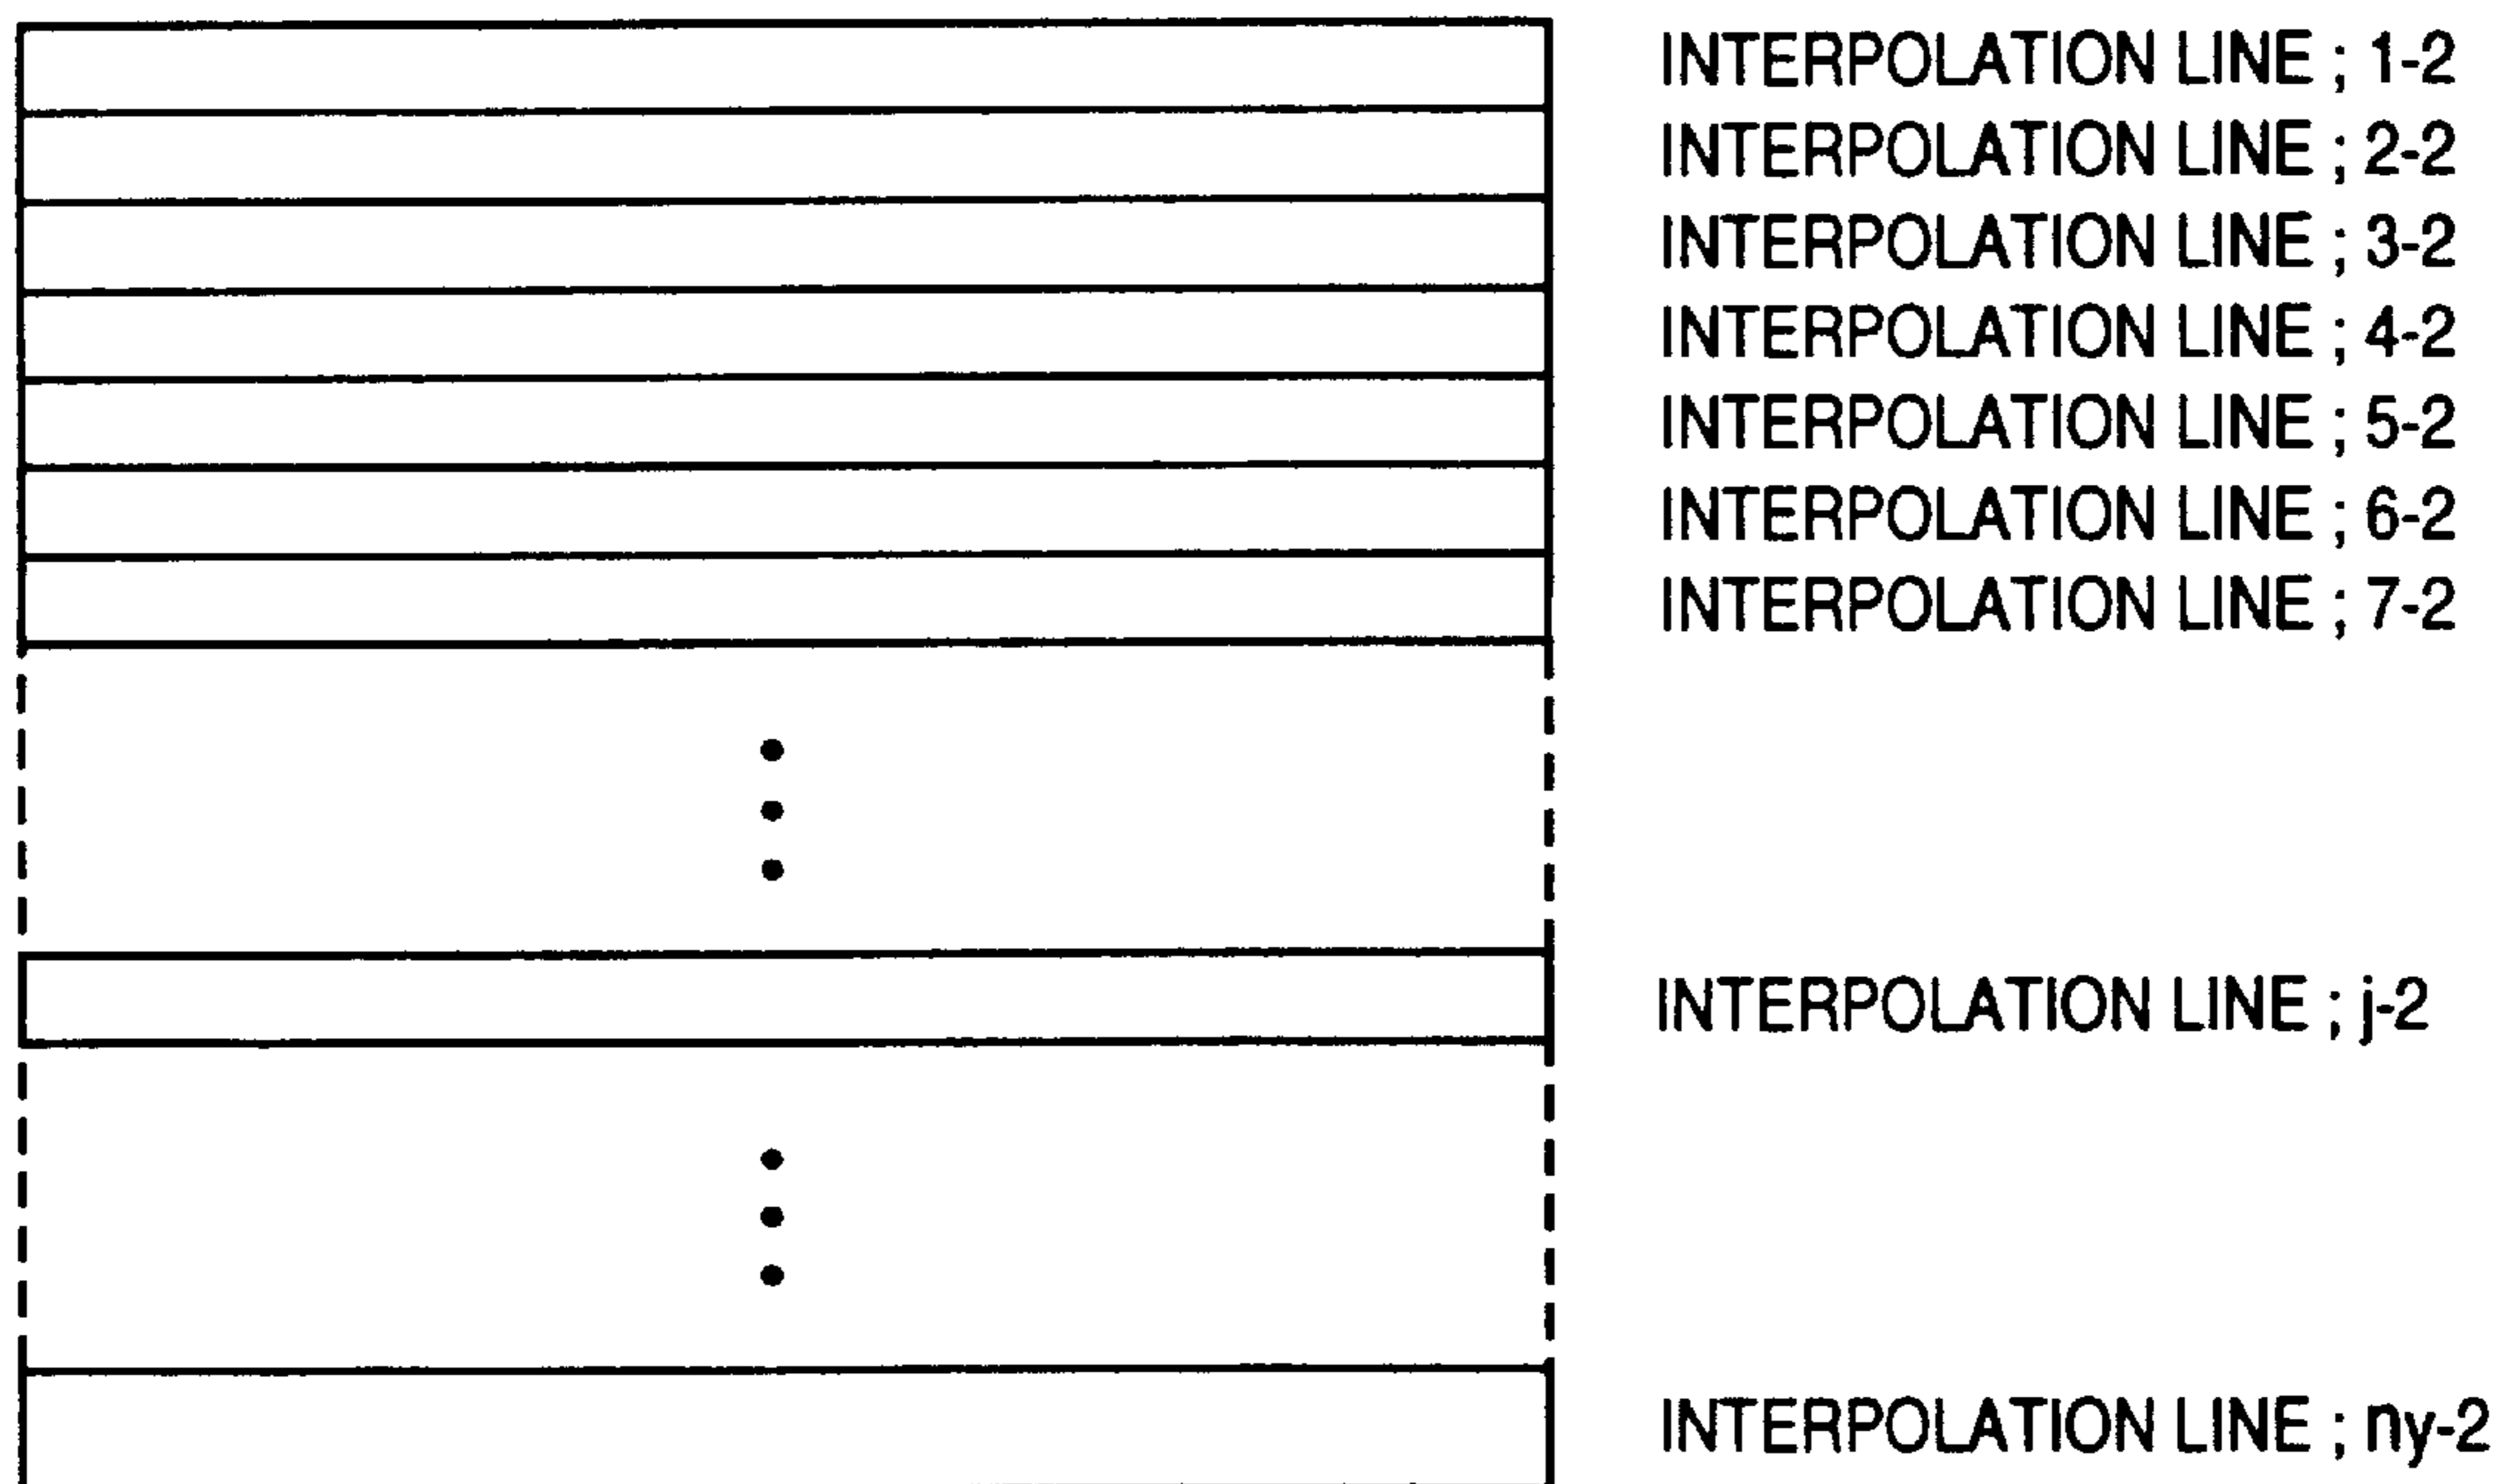 INTERPOLATION LINE ; 1-2
INTERPOLATION LINE ; 2-2
INTERPOLATION LINE ; 3-2
INTERPOLATION LINE ; 4-2
INTERPOLATION LINE ; 5-2
INTERPOLATION LINE ; 6-2
INTERPOLATION LINE ; 7-2
INTERPOLATION LINE ; j-2
INTERPOLATION LINE ; ny-2